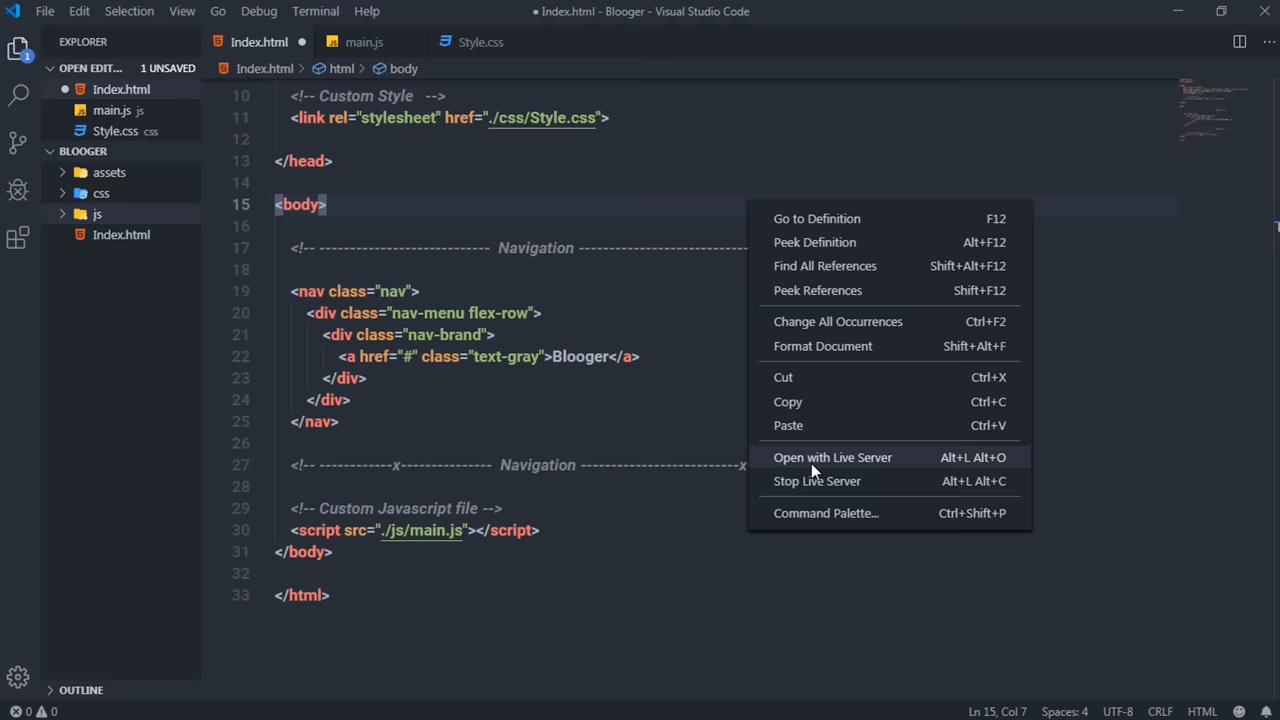 File Edit Selection View Go Debug Terminal Help ● Index.html - Blooger - Visual Studio Code
EXPLORER
Index.html ● main.js Style.css
OPEN EDIT... 1 UNSAVED
Index.html > html > body
● Index.html
main.js js
Style.css css
BLOOGER
assets
css
js
Index.html
OUTLINE
1
10 <!-- Custom Style -->
11 <link rel="stylesheet" href="./css/Style.css">
12
13 </head>
14
15 <body>
16
17 <!-- --------------------------- Navigation ---------------------------
18
19 <nav class="nav">
20 <div class="nav-menu flex-row">
21 <div class="nav-brand">
22 <a href="#" class="text-gray">Blooger</a>
23 </div>
24 </div>
25 </nav>
26
27 <!-- ------------x--------------- Navigation ---------------------------x
28
29 <!-- Custom Javascript file -->
30 <script src="./js/main.js"></script>
31 </body>
32
33 </html>
Go to Definition F12
Peek Definition Alt+F12
Find All References Shift+Alt+F12
Peek References Shift+F12
Change All Occurrences Ctrl+F2
Format Document Shift+Alt+F
Cut Ctrl+X
Copy Ctrl+C
Paste Ctrl+V
Open with Live Server Alt+L Alt+O
Stop Live Server Alt+L Alt+C
Command Palette... Ctrl+Shift+P
0 0 Ln 15, Col 7 Spaces: 4 UTF-8 CRLF HTML